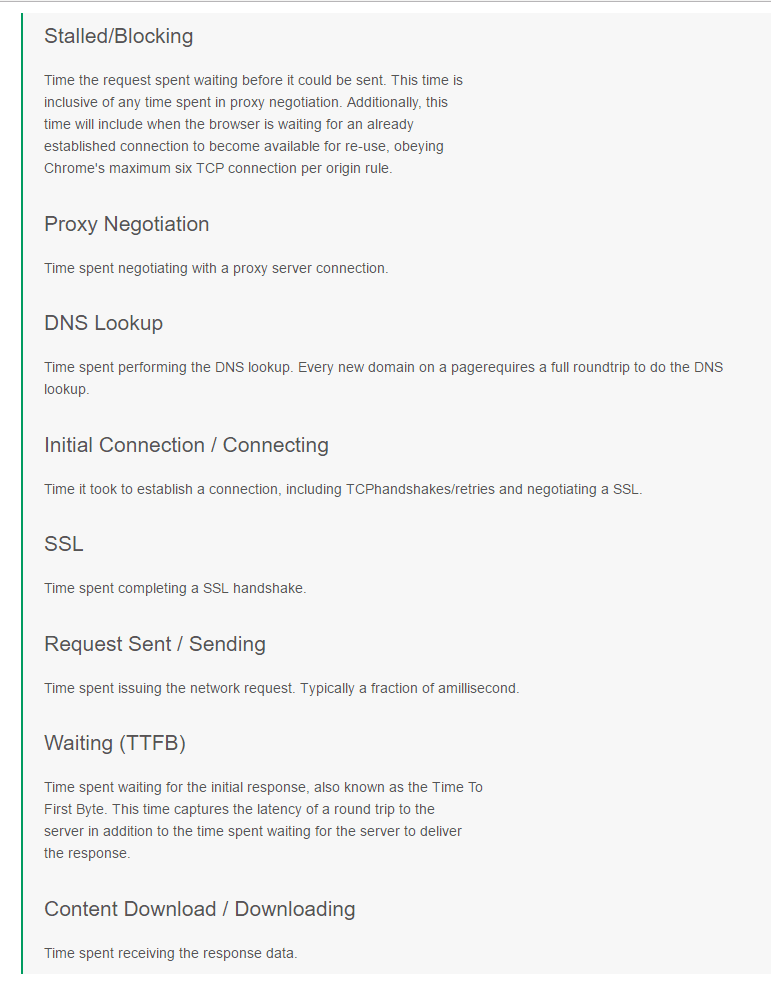 Stalled/Blocking
Time the request spent waiting before it could be sent. This time is
inclusive of any time spent in proxy negotiation. Additionally, this
time will include when the browser is waiting for an already
established connection to become available for re-use, obeying
Chrome's maximum six TCP connection per origin rule.
Proxy Negotiation
Time spent negotiating with a proxy server connection.
DNS Lookup
Time spent performing the DNS lookup. Every new domain on a pagerequires a full roundtrip to do the DNS
lookup.
Initial Connection / Connecting
Time it took to establish a connection, including TCPhandshakes/retries and negotiating a SSL.
SSL
Time spent completing a SSL handshake.
Request Sent / Sending
Time spent issuing the network request. Typically a fraction of amillisecond.
Waiting (TTFB)
Time spent waiting for the initial response, also known as the Time To
First Byte. This time captures the latency of a round trip to the
server in addition to the time spent waiting for the server to deliver
the response.
Content Download / Downloading
Time spent receiving the response data.